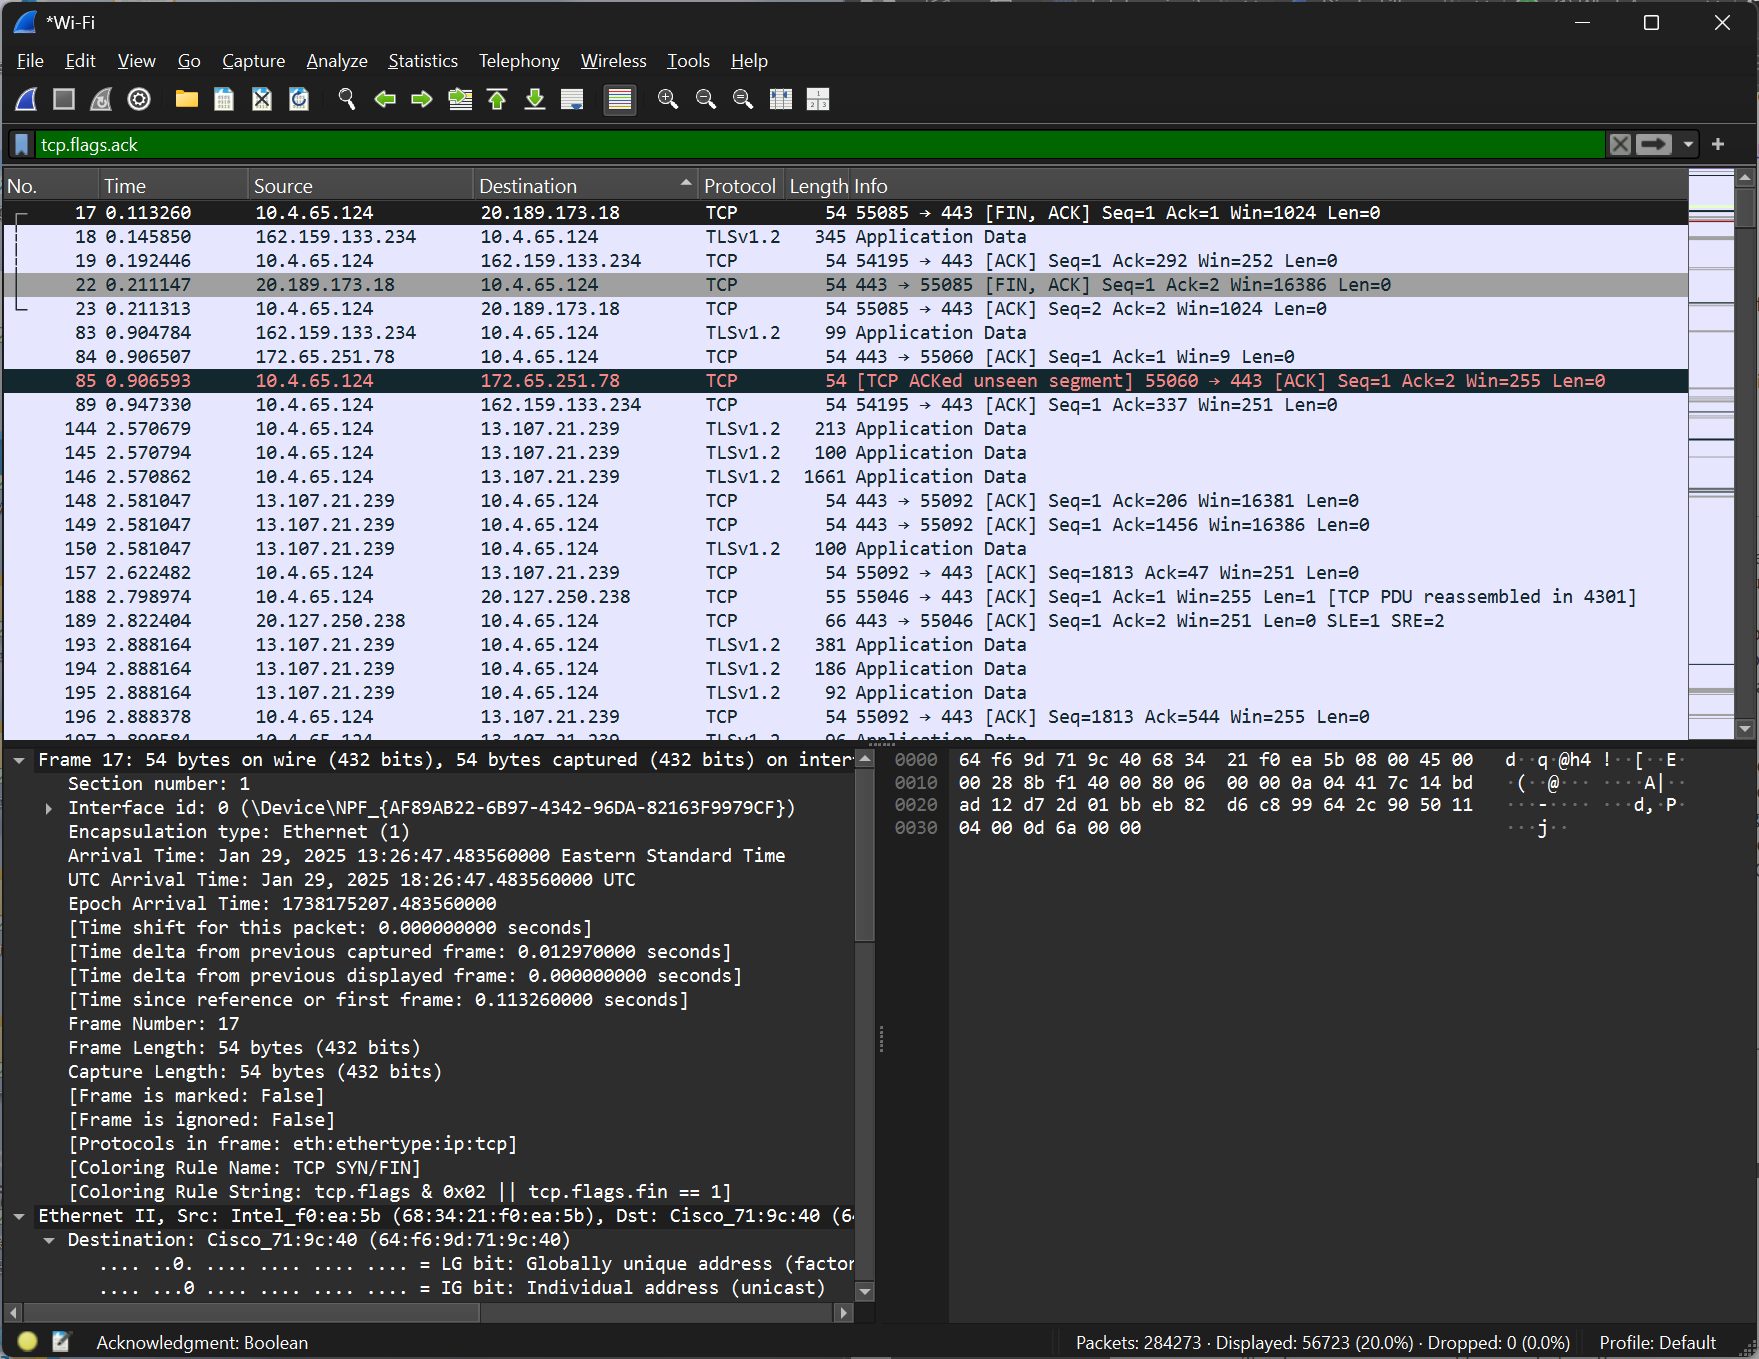 *Wi-Fi
File Edit View Go Capture Analyze Statistics Telephony Wireless Tools Help
tcp.flags.ack
No. Time Source Destination Protocol Length Info
17 0.113260 10.4.65.124 20.189.173.18 TCP 54 55085 → 443 [FIN, ACK] Seq=1 Ack=1 Win=1024 Len=0
18 0.145850 162.159.133.234 10.4.65.124 TLSv1.2 345 Application Data
19 0.192446 10.4.65.124 162.159.133.234 TCP 54 54195 → 443 [ACK] Seq=1 Ack=292 Win=252 Len=0
22 0.211147 20.189.173.18 10.4.65.124 TCP 54 443 → 55085 [FIN, ACK] Seq=1 Ack=2 Win=16386 Len=0
23 0.211313 10.4.65.124 20.189.173.18 TCP 54 55085 → 443 [ACK] Seq=2 Ack=2 Win=1024 Len=0
83 0.904784 162.159.133.234 10.4.65.124 TLSv1.2 99 Application Data
84 0.906507 172.65.251.78 10.4.65.124 TCP 54 443 → 55060 [ACK] Seq=1 Ack=1 Win=9 Len=0
85 0.906593 10.4.65.124 172.65.251.78 TCP 54 [TCP ACKed unseen segment] 55060 → 443 [ACK] Seq=1 Ack=2 Win=255 Len=0
89 0.947330 10.4.65.124 162.159.133.234 TCP 54 54195 → 443 [ACK] Seq=1 Ack=337 Win=251 Len=0
144 2.570679 10.4.65.124 13.107.21.239 TLSv1.2 213 Application Data
145 2.570794 10.4.65.124 13.107.21.239 TLSv1.2 100 Application Data
146 2.570862 10.4.65.124 13.107.21.239 TLSv1.2 1661 Application Data
148 2.581047 13.107.21.239 10.4.65.124 TCP 54 443 → 55092 [ACK] Seq=1 Ack=206 Win=16381 Len=0
149 2.581047 13.107.21.239 10.4.65.124 TCP 54 443 → 55092 [ACK] Seq=1 Ack=1456 Win=16386 Len=0
150 2.581047 13.107.21.239 10.4.65.124 TLSv1.2 100 Application Data
157 2.622482 10.4.65.124 13.107.21.239 TCP 54 55092 → 443 [ACK] Seq=1813 Ack=47 Win=251 Len=0
188 2.798974 10.4.65.124 20.127.250.238 TCP 55 55046 → 443 [ACK] Seq=1 Ack=1 Win=255 Len=1 [TCP PDU reassembled in 4301]
189 2.822404 20.127.250.238 10.4.65.124 TCP 66 443 → 55046 [ACK] Seq=1 Ack=2 Win=251 Len=0 SLE=1 SRE=2
193 2.888164 13.107.21.239 10.4.65.124 TLSv1.2 381 Application Data
194 2.888164 13.107.21.239 10.4.65.124 TLSv1.2 186 Application Data
195 2.888164 13.107.21.239 10.4.65.124 TLSv1.2 92 Application Data
196 2.888378 10.4.65.124 13.107.21.239 TCP 54 55092 → 443 [ACK] Seq=1813 Ack=544 Win=255 Len=0
Frame 17: 54 bytes on wire (432 bits), 54 bytes captured (432 bits) on inter
Section number: 1
Interface id: 0 (\Device\NPF_{AF89AB22-6B97-4342-96DA-82163F9979CF})
Encapsulation type: Ethernet (1)
Arrival Time: Jan 29, 2025 13:26:47.483560000 Eastern Standard Time
UTC Arrival Time: Jan 29, 2025 18:26:47.483560000 UTC
Epoch Arrival Time: 1738175207.483560000
[Time shift for this packet: 0.000000000 seconds]
[Time delta from previous captured frame: 0.012970000 seconds]
[Time delta from previous displayed frame: 0.000000000 seconds]
[Time since reference or first frame: 0.113260000 seconds]
Frame Number: 17
Frame Length: 54 bytes (432 bits)
Capture Length: 54 bytes (432 bits)
[Frame is marked: False]
[Frame is ignored: False]
[Protocols in frame: eth:ethertype:ip:tcp]
[Coloring Rule Name: TCP SYN/FIN]
[Coloring Rule String: tcp.flags & 0x02 || tcp.flags.fin == 1]
Ethernet II, Src: Intel_f0:ea:5b (68:34:21:f0:ea:5b), Dst: Cisco_71:9c:40 (64
Destination: Cisco_71:9c:40 (64:f6:9d:71:9c:40)
.... ..0. .... .... .... .... = LG bit: Globally unique address (factor
.... ...0 .... .... .... .... = IG bit: Individual address (unicast)
0000 64 f6 9d 71 9c 40 68 34 21 f0 ea 5b 08 00 45 00 d··q·@h4 !··[··E·
0010 00 28 8b f1 40 00 80 06 00 00 0a 04 41 7c 14 bd ·(··@··· ····A|··
0020 ad 12 d7 2d 01 bb eb 82 d6 c8 99 64 2c 90 50 11 ···-···· ···d,·P·
0030 04 00 0d 6a 00 00 ···j··
Acknowledgment: Boolean
Packets: 284273 · Displayed: 56723 (20.0%) · Dropped: 0 (0.0%)
Profile: Default